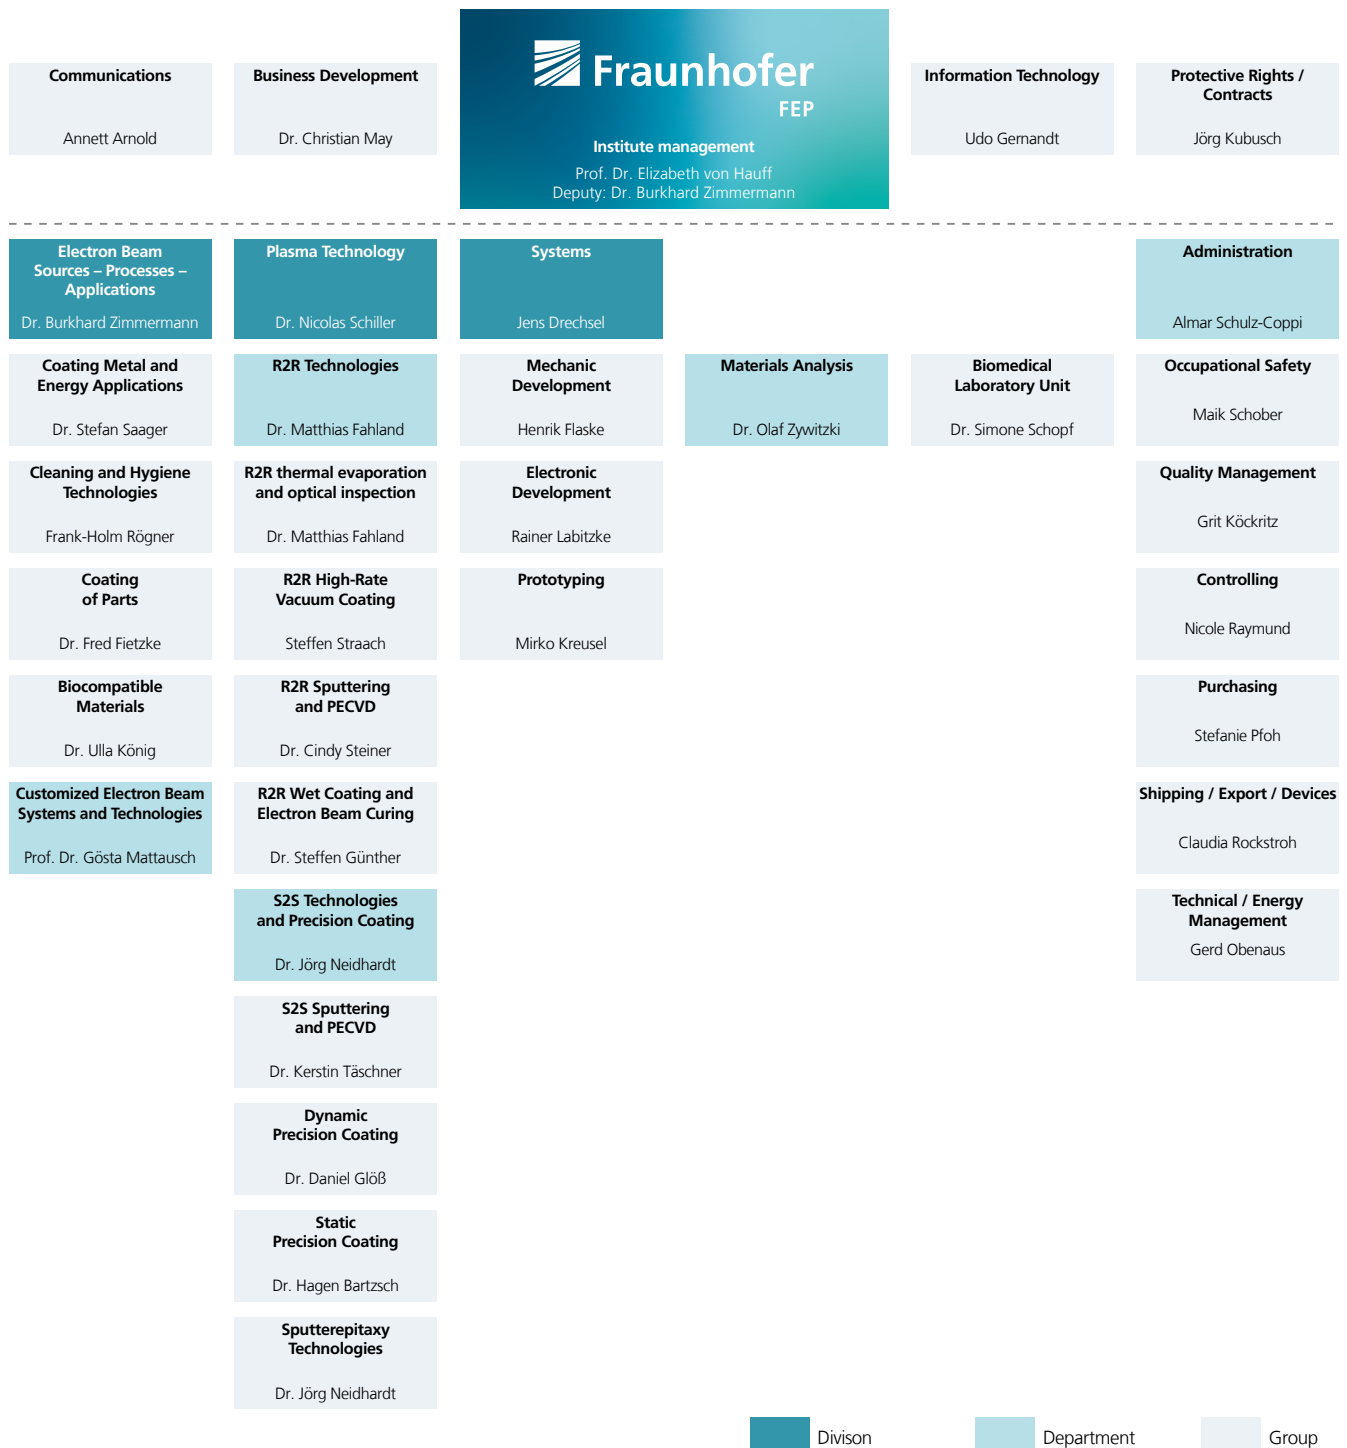 Communications
Annett Arnold
Business Development
Dr. Christian May
Fraunhofer
FEP
Institute management
Prof. Dr. Elizabeth von Hauff
Deputy: Dr. Burkhard Zimmermann
Information Technology
Udo Gernandt
Protective Rights /
Contracts
Jörg Kubusch
Electron Beam
Sources – Processes –
Applications
Dr. Burkhard Zimmermann
Coating Metal and
Energy Applications
Dr. Stefan Saager
Cleaning and Hygiene
Technologies
Frank-Holm Rögner
Coating
of Parts
Dr. Fred Fietzke
Biocompatible
Materials
Dr. Ulla König
Customized Electron Beam
Systems and Technologies
Prof. Dr. Gösta Mattausch
Plasma Technology
Dr. Nicolas Schiller
R2R Technologies
Dr. Matthias Fahland
R2R thermal evaporation
and optical inspection
Dr. Matthias Fahland
R2R High-Rate
Vacuum Coating
Steffen Straach
R2R Sputtering
and PECVD
Dr. Cindy Steiner
R2R Wet Coating and
Electron Beam Curing
Dr. Steffen Günther
S2S Technologies
and Precision Coating
Dr. Jörg Neidhardt
S2S Sputtering
and PECVD
Dr. Kerstin Täschner
Dynamic
Precision Coating
Dr. Daniel Glöß
Static
Precision Coating
Dr. Hagen Bartzsch
Sputterepitaxy
Technologies
Dr. Jörg Neidhardt
Systems
Jens Drechsel
Mechanic
Development
Henrik Flaske
Electronic
Development
Rainer Labitzke
Prototyping
Mirko Kreusel
Materials Analysis
Dr. Olaf Zywitzki
Biomedical
Laboratory Unit
Dr. Simone Schopf
Administration
Almar Schulz-Coppi
Occupational Safety
Maik Schober
Quality Management
Grit Köckritz
Controlling
Nicole Raymund
Purchasing
Stefanie Pfoh
Shipping / Export / Devices
Claudia Rockstroh
Technical / Energy
Management
Gerd Obenaus
Divison
Department
Group